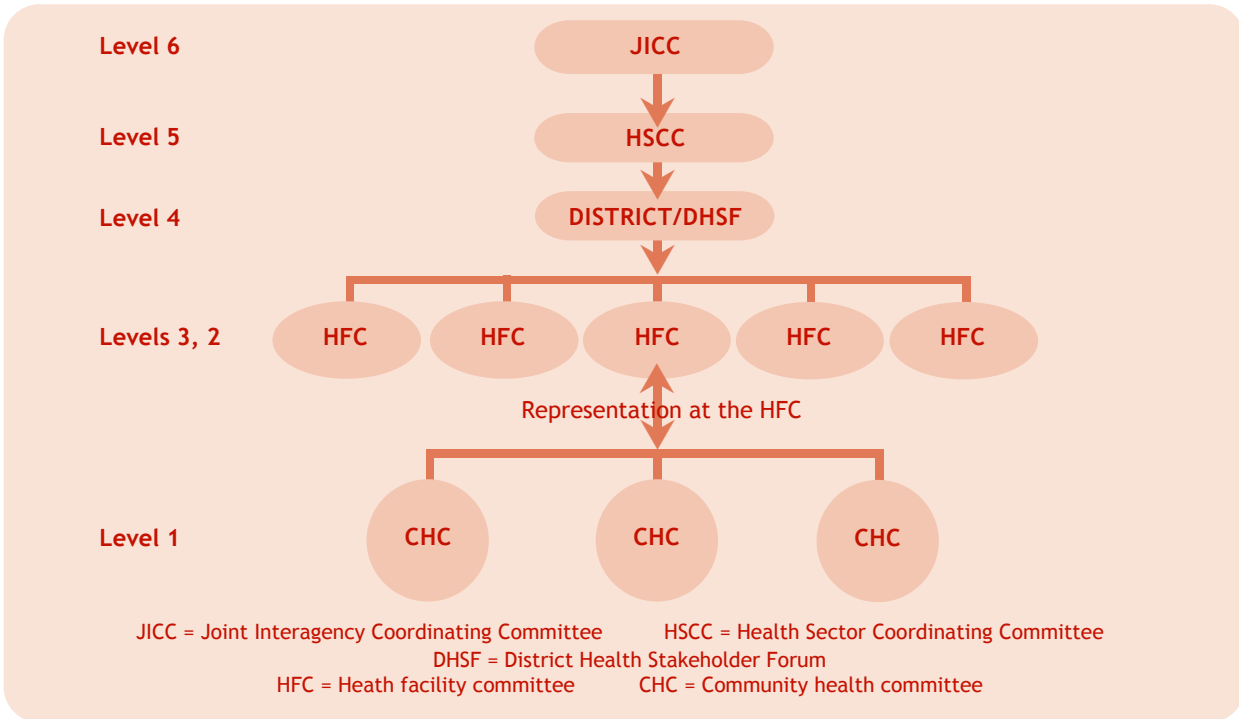 Level 6 JICC
Level 5 HSCC
Level 4 DISTRICT/DHSF
Levels 3, 2 HFC HFC HFC HFC HFC
Representation at the HFC
Level 1 CHC CHC CHC
JICC = Joint Interagency Coordinating Committee HSCC = Health Sector Coordinating Committee
DHSF = District Health Stakeholder Forum
HFC = Heath facility committee CHC = Community health committee